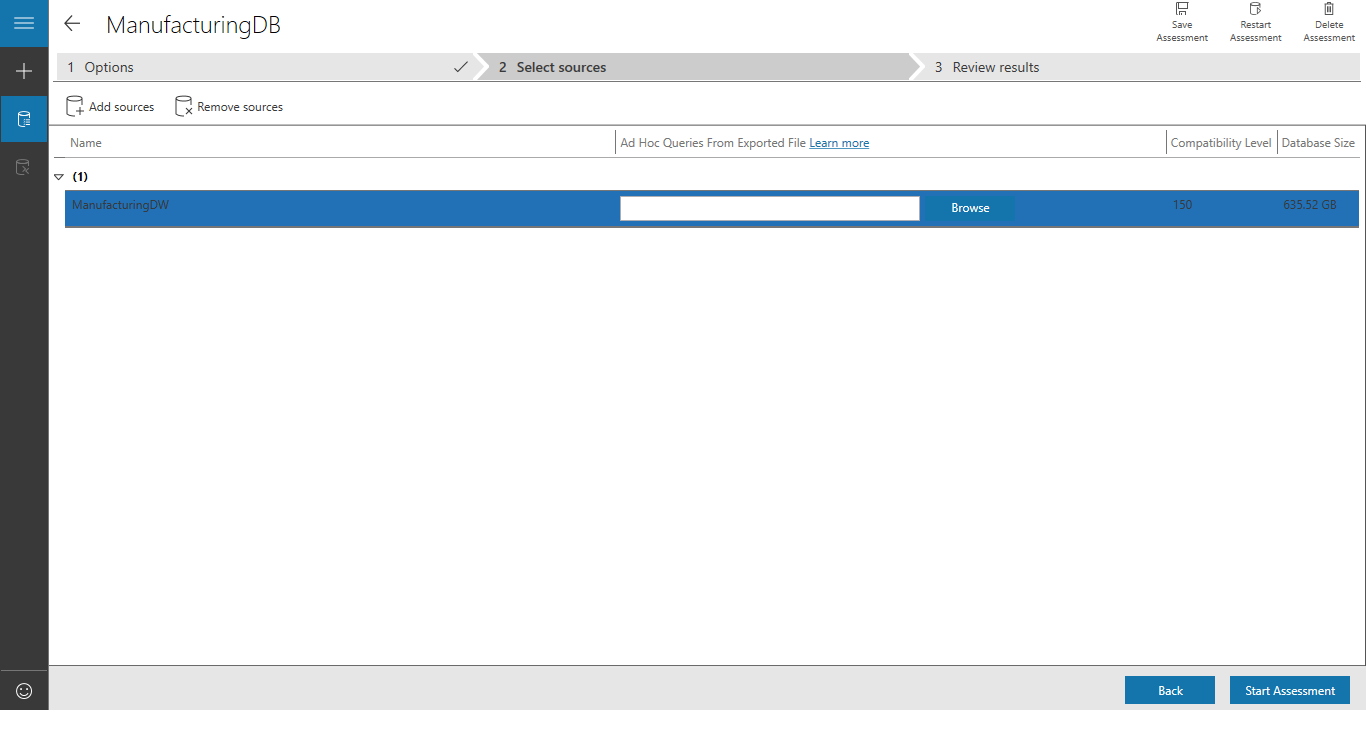 ManufacturingDB
Save Assessment
Restart Assessment
Delete Assessment
1 Options
2 Select sources
3 Review results
Add sources
Remove sources
Name
Ad Hoc Queries From Exported File Learn more
Compatibility Level
Database Size
(1)
ManufacturingDW
Browse
150
635.52 GB
Back
Start Assessment